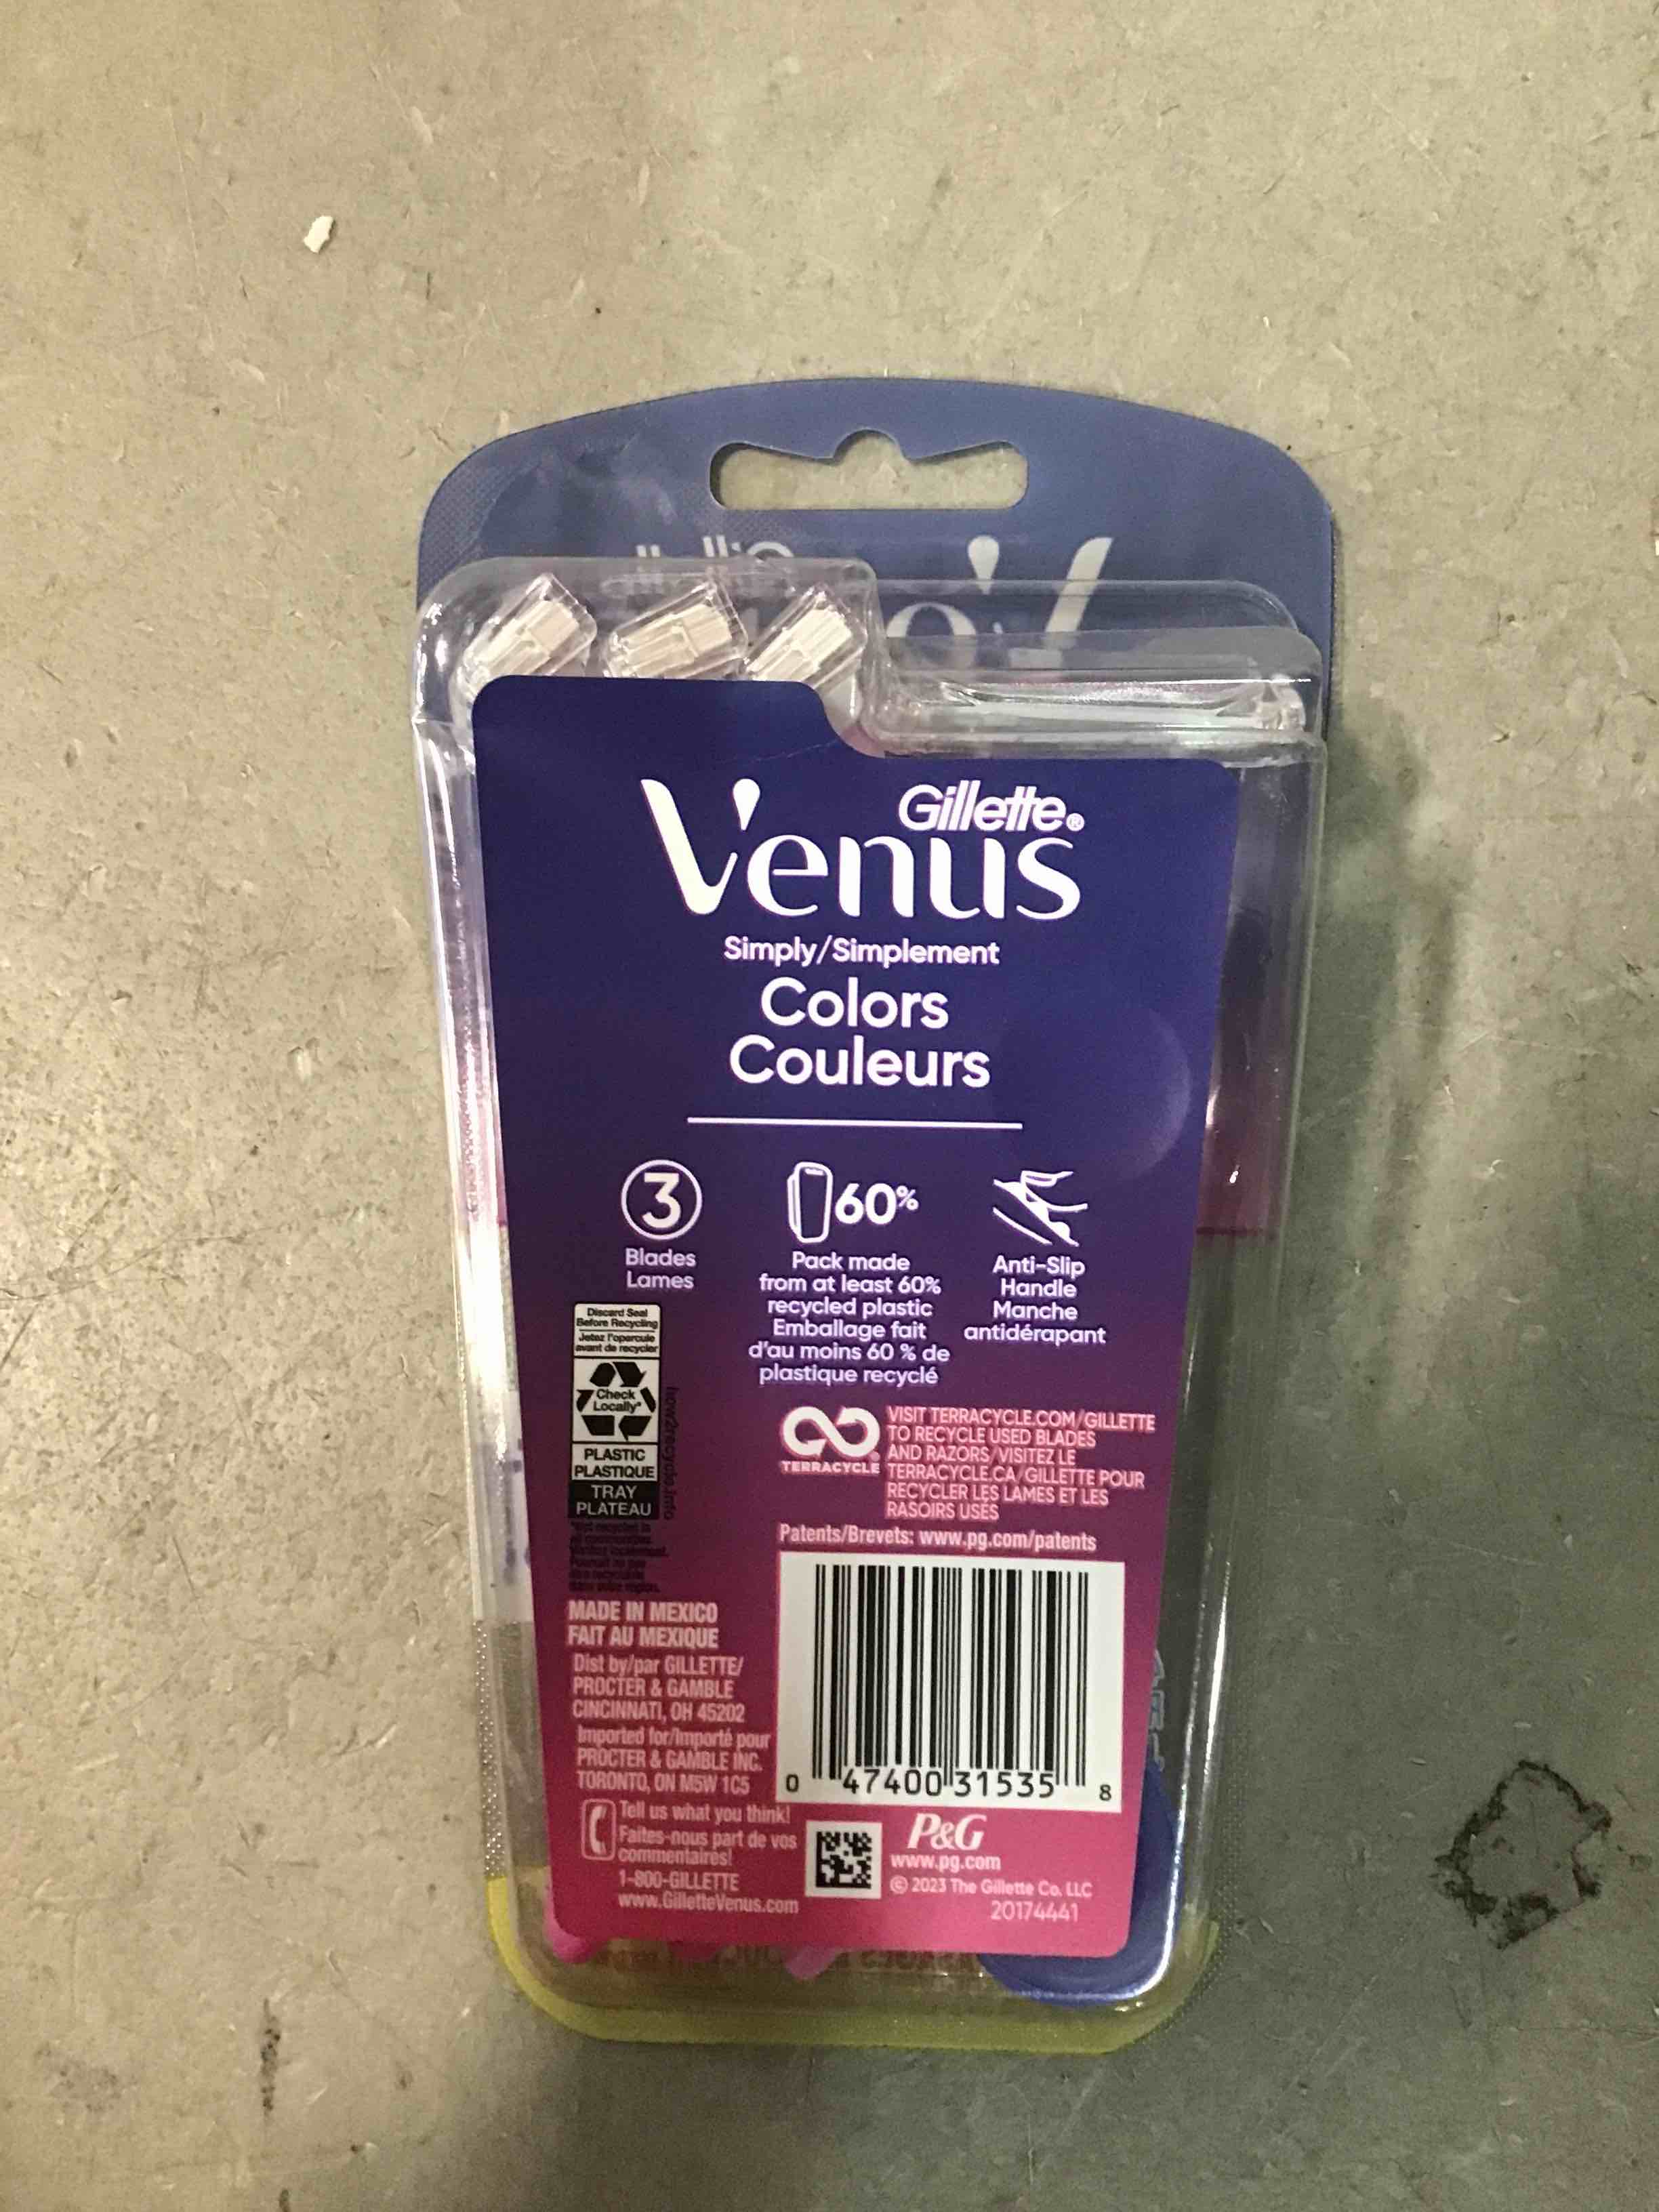 Gillette®
Venus
Simply/Simplement
Colors
Couleurs
3
Blades
Lames
60%
Pack made
from at least 60%
recycled plastic
Emballage fait
d'au moins 60 % de
plastique recyclé
Anti-Slip
Handle
Manche
antidérapant
Discard Seal
Before Recycling
Jetez l'opercule
avant de recycler
Check
Locally*
PLASTIC
PLASTIQUE
TRAY
PLATEAU
how2recycle.info
*Not recycled in
all communities.
TERRACYCLE
VISIT TERRACYCLE.COM/GILLETTE
TO RECYCLE USED BLADES
AND RAZORS/VISITEZ LE
TERRACYCLE.CA/GILLETTE POUR
RECYCLER LES LAMES ET LES
RASOIRS USÉS
Patents/Brevets: www.pg.com/patents
MADE IN MEXICO
FAIT AU MEXIQUE
Dist by/par GILLETTE/
PROCTER & GAMBLE
CINCINNATI, OH 45202
Imported for/Importé pour
PROCTER & GAMBLE INC.
TORONTO, ON M5W 1C5
0 47400 31535 8
Tell us what you think!
Faites-nous part de vos
commentaires!
1-800-GILLETTE
www.GilletteVenus.com
P&G
www.pg.com
© 2023 The Gillette Co. LLC
20174441